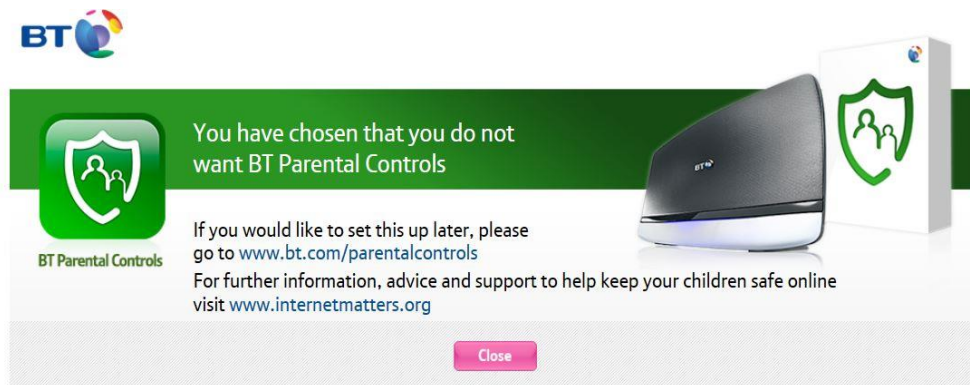 BT
You have chosen that you do not
want BT Parental Controls
BT
BT Parental Controls
If you would like to set this up later, please
go to www.bt.com/parentalcontrols
For further information, advice and support to help keep your children safe online
visit www.internetmatters.org
Close